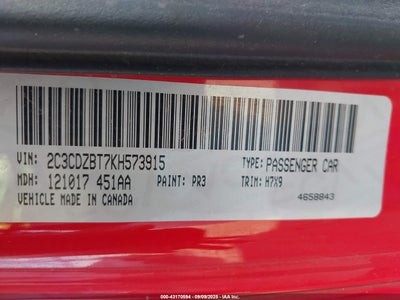 VIN: 2C3CDZBT7KH573915 TYPE: PASSENGER CAR
MDH: 121017 451AA PAINT: PR3 TRIM: H7X9
VEHICLE MADE IN CANADA 4658843
000-43170594 - 09/09/2025 - IAA Inc.